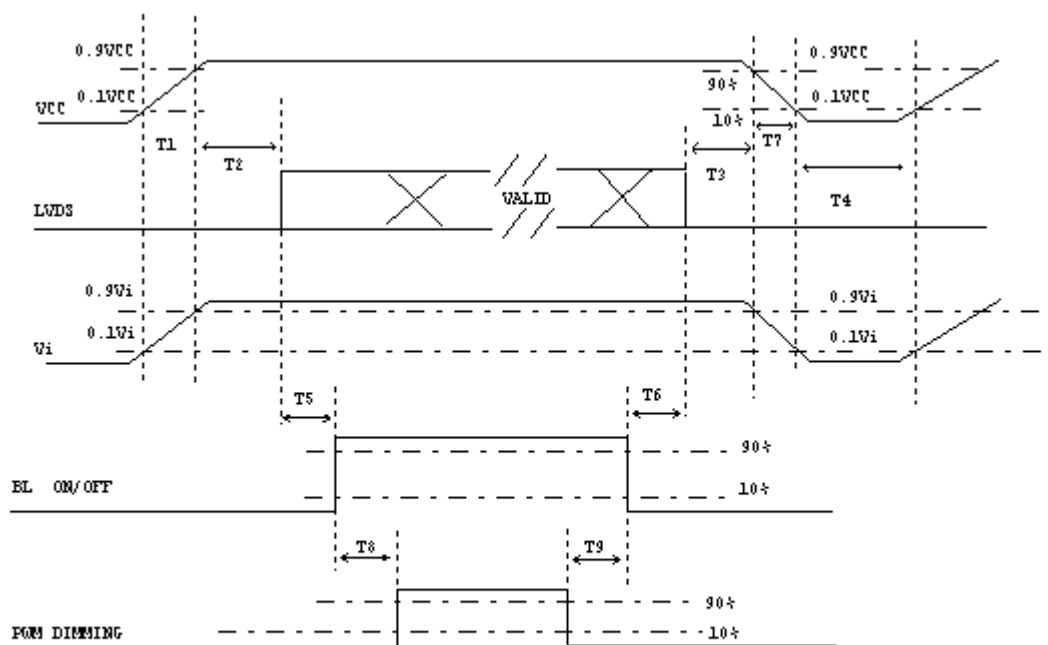 0.9VCC 0.9VCC 0.9VCC
90%
VCC 0.1VCC 10% 0.1VCC
T1 T2 T3 T7
LVDS VALID T4
0.9Vi 0.9Vi
Vi 0.1Vi 0.1Vi
T5 T6
90%
BL ON/OFF 10%
T8 T9
90%
PWM DIMMING 10%